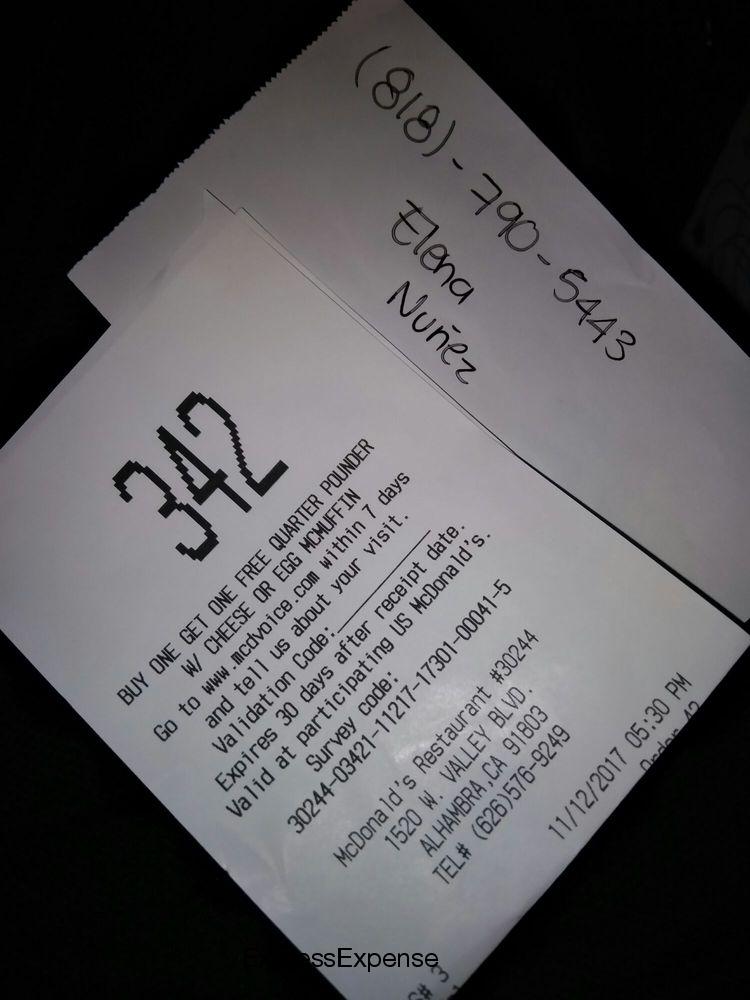 (818)-790-5443
Elena
Nuñez
342
BUY ONE GET ONE FREE QUARTER POUNDER
W/ CHEESE OR EGG MCMUFFIN
Go to www.mcdvoice.com within 7 days
and tell us about your visit.
Validation Code:__________
Expires 30 days after receipt date.
Valid at participating US McDonald's.
Survey code:
30244-03421-11217-17301-00041-5
McDonald's Restaurant #30244
1520 W. VALLEY BLVD.
ALHAMBRA,CA 91803
TEL# (626)576-9249
11/12/2017 05:30 PM
Order 42
S# 3
ExpressExpense